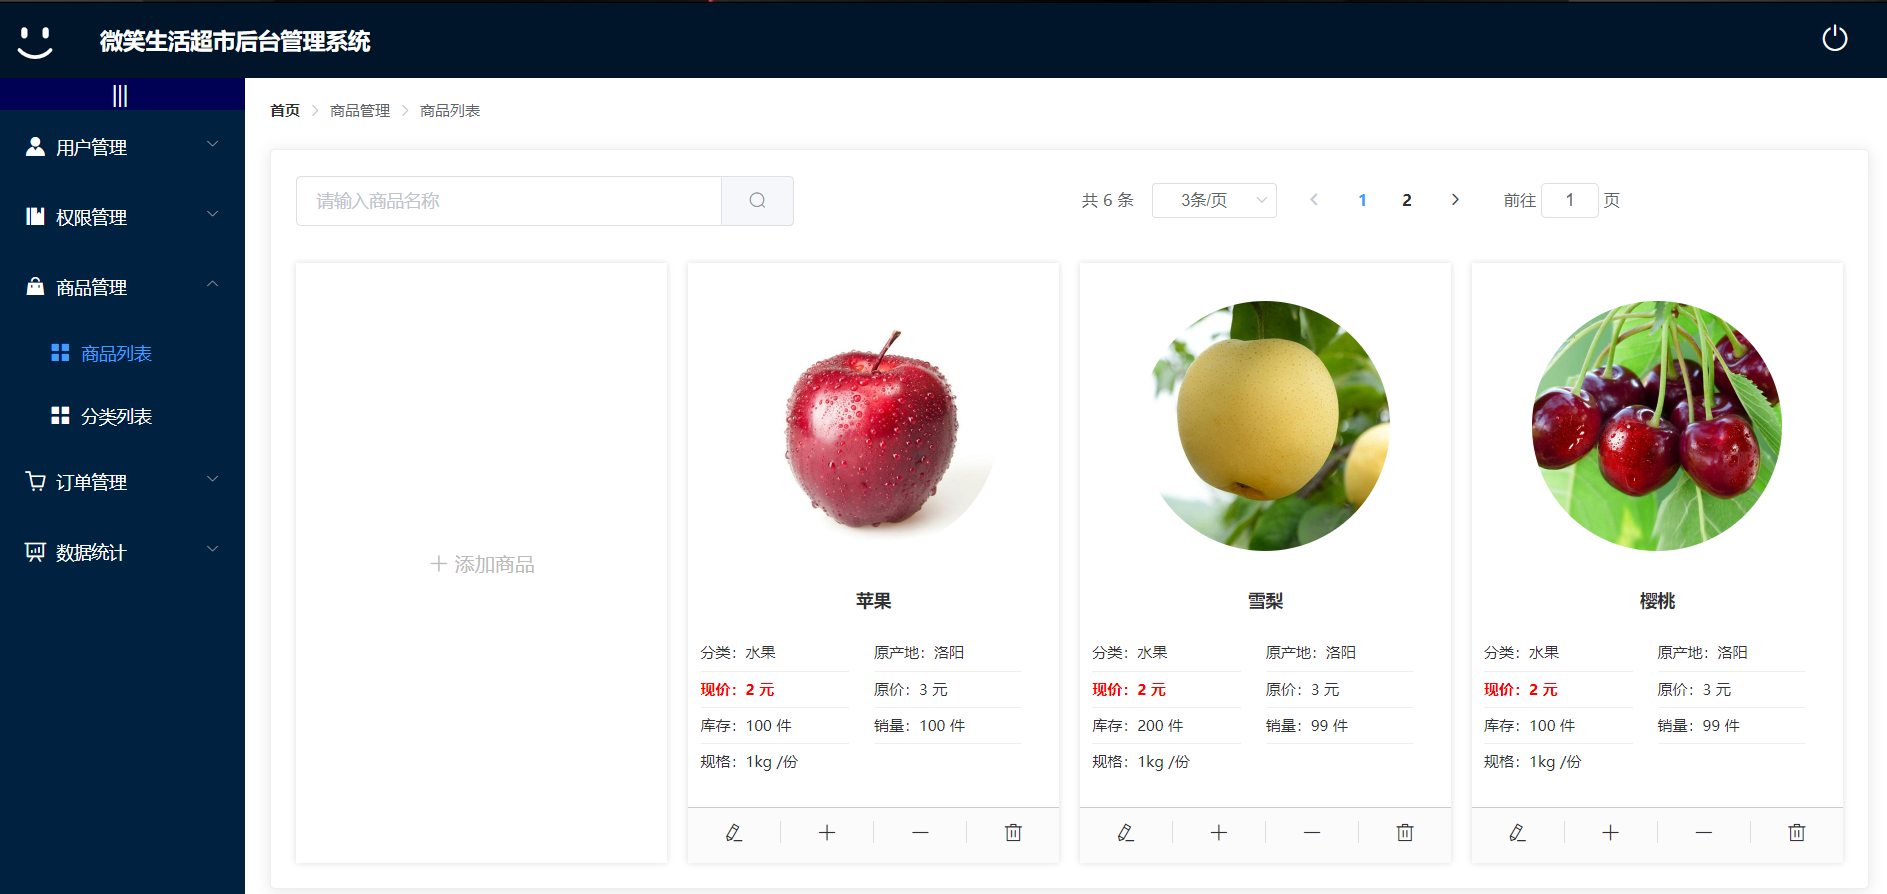 微笑生活超市后台管理系统
|||
用户管理
权限管理
商品管理
商品列表
分类列表
订单管理
数据统计
首页 > 商品管理 > 商品列表
请输入商品名称
共 6 条 3条/页 < 1 2 > 前往 1 页
+ 添加商品
苹果
分类：水果 原产地：洛阳
现价：2 元 原价：3 元
库存：100 件 销量：100 件
规格：1kg /份
雪梨
分类：水果 原产地：洛阳
现价：2 元 原价：3 元
库存：200 件 销量：99 件
规格：1kg /份
樱桃
分类：水果 原产地：洛阳
现价：2 元 原价：3 元
库存：100 件 销量：99 件
规格：1kg /份